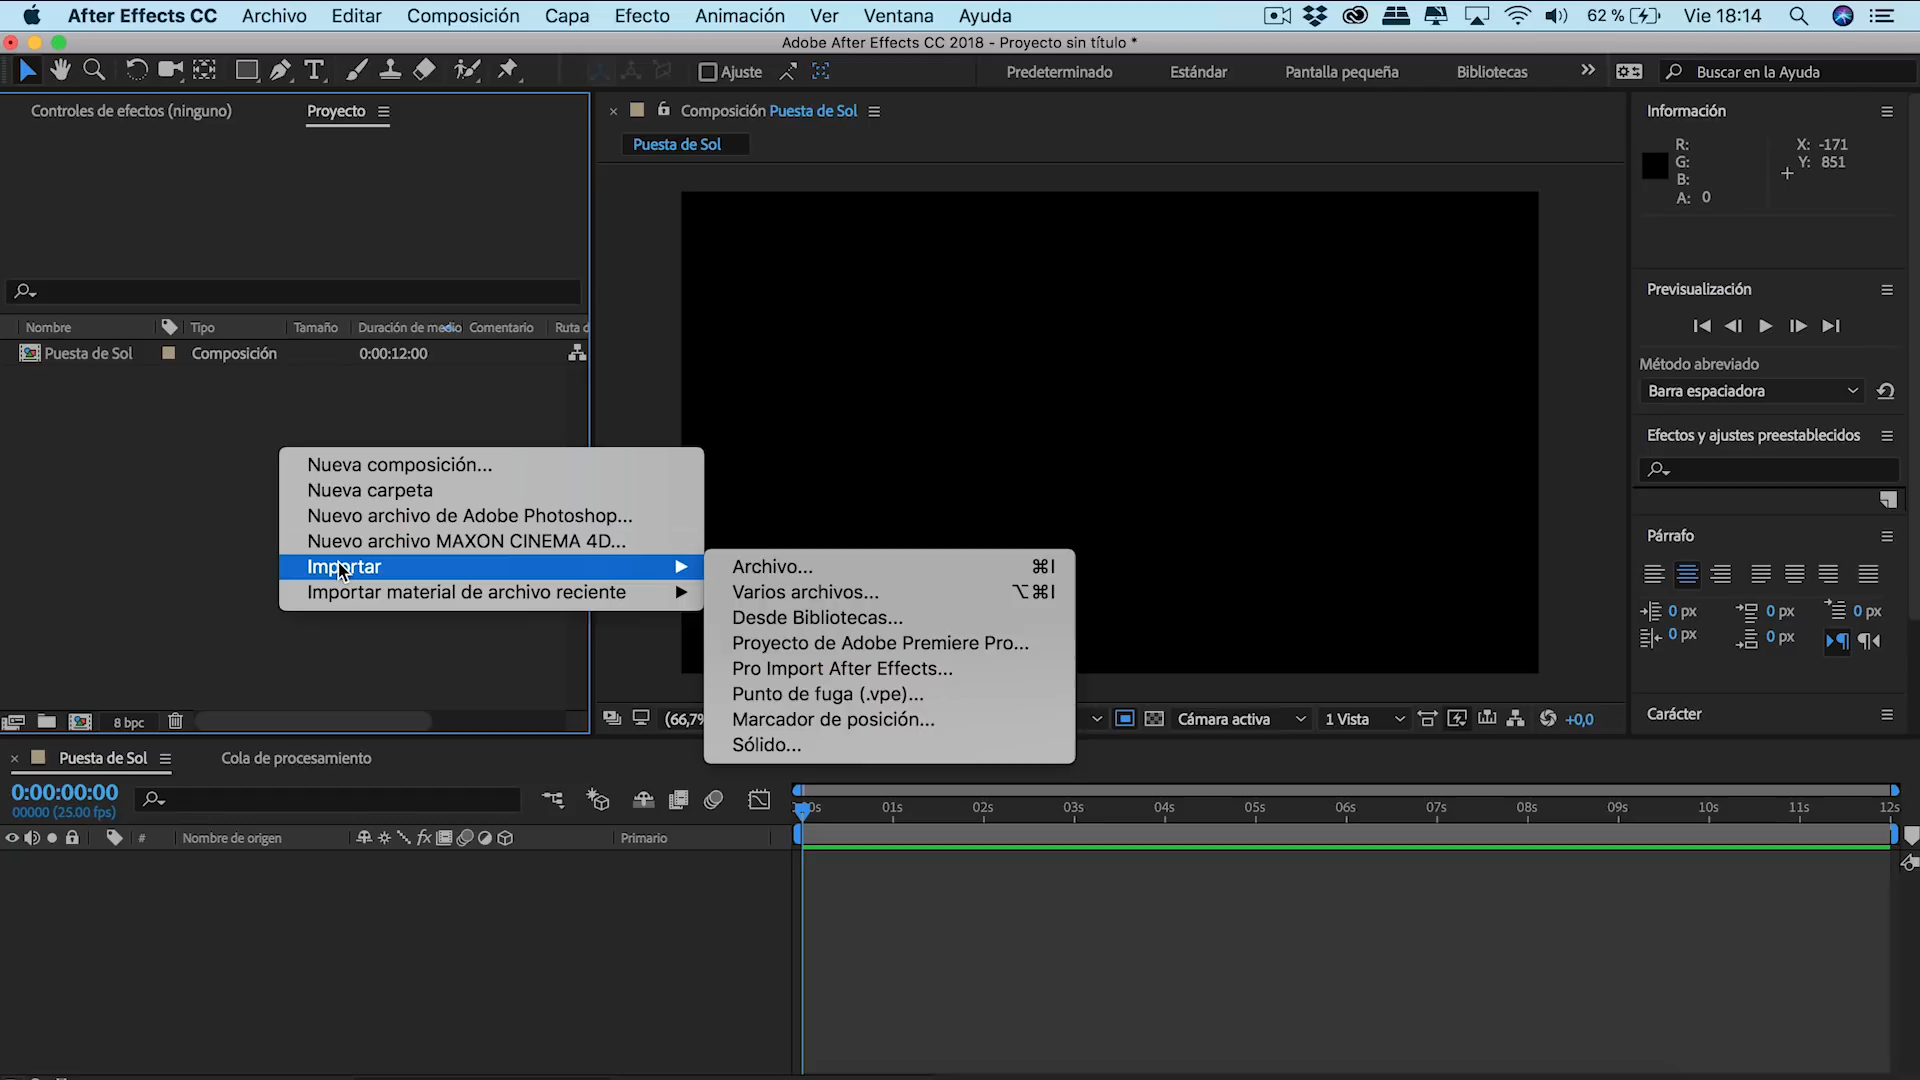 After Effects CC Archivo Editar Composición Capa Efecto Animación Ver Ventana Ayuda 62 % Vie 18:14
Adobe After Effects CC 2018 - Proyecto sin título *
Ajuste Predeterminado Estándar Pantalla pequeña Bibliotecas Buscar en la Ayuda
Controles de efectos (ninguno) Proyecto
Composición Puesta de Sol
Puesta de Sol
Información
R: X: -171
G: Y: 851
B:
A: 0
Previsualización
Método abreviado
Barra espaciadora
Efectos y ajustes preestablecidos
Nombre Tipo Tamaño Duración de medio Comentario Ruta d
Puesta de Sol Composición 0:00:12:00
Nueva composición...
Nueva carpeta
Nuevo archivo de Adobe Photoshop...
Nuevo archivo MAXON CINEMA 4D...
Importar
Importar material de archivo reciente
Archivo... ⌘I
Varios archivos... ⌥⌘I
Desde Bibliotecas...
Proyecto de Adobe Premiere Pro...
Pro Import After Effects...
Punto de fuga (.vpe)...
Marcador de posición...
Sólido...
Párrafo
0 px 0 px 0 px
0 px 0 px
Carácter
8 bpc
(66,7%
Cámara activa 1 Vista +0,0
Puesta de Sol Cola de procesamiento
0:00:00:00
00000 (25.00 fps)
# Nombre de origen fx Primario
0s 01s 02s 03s 04s 05s 06s 07s 08s 09s 10s 11s 12s